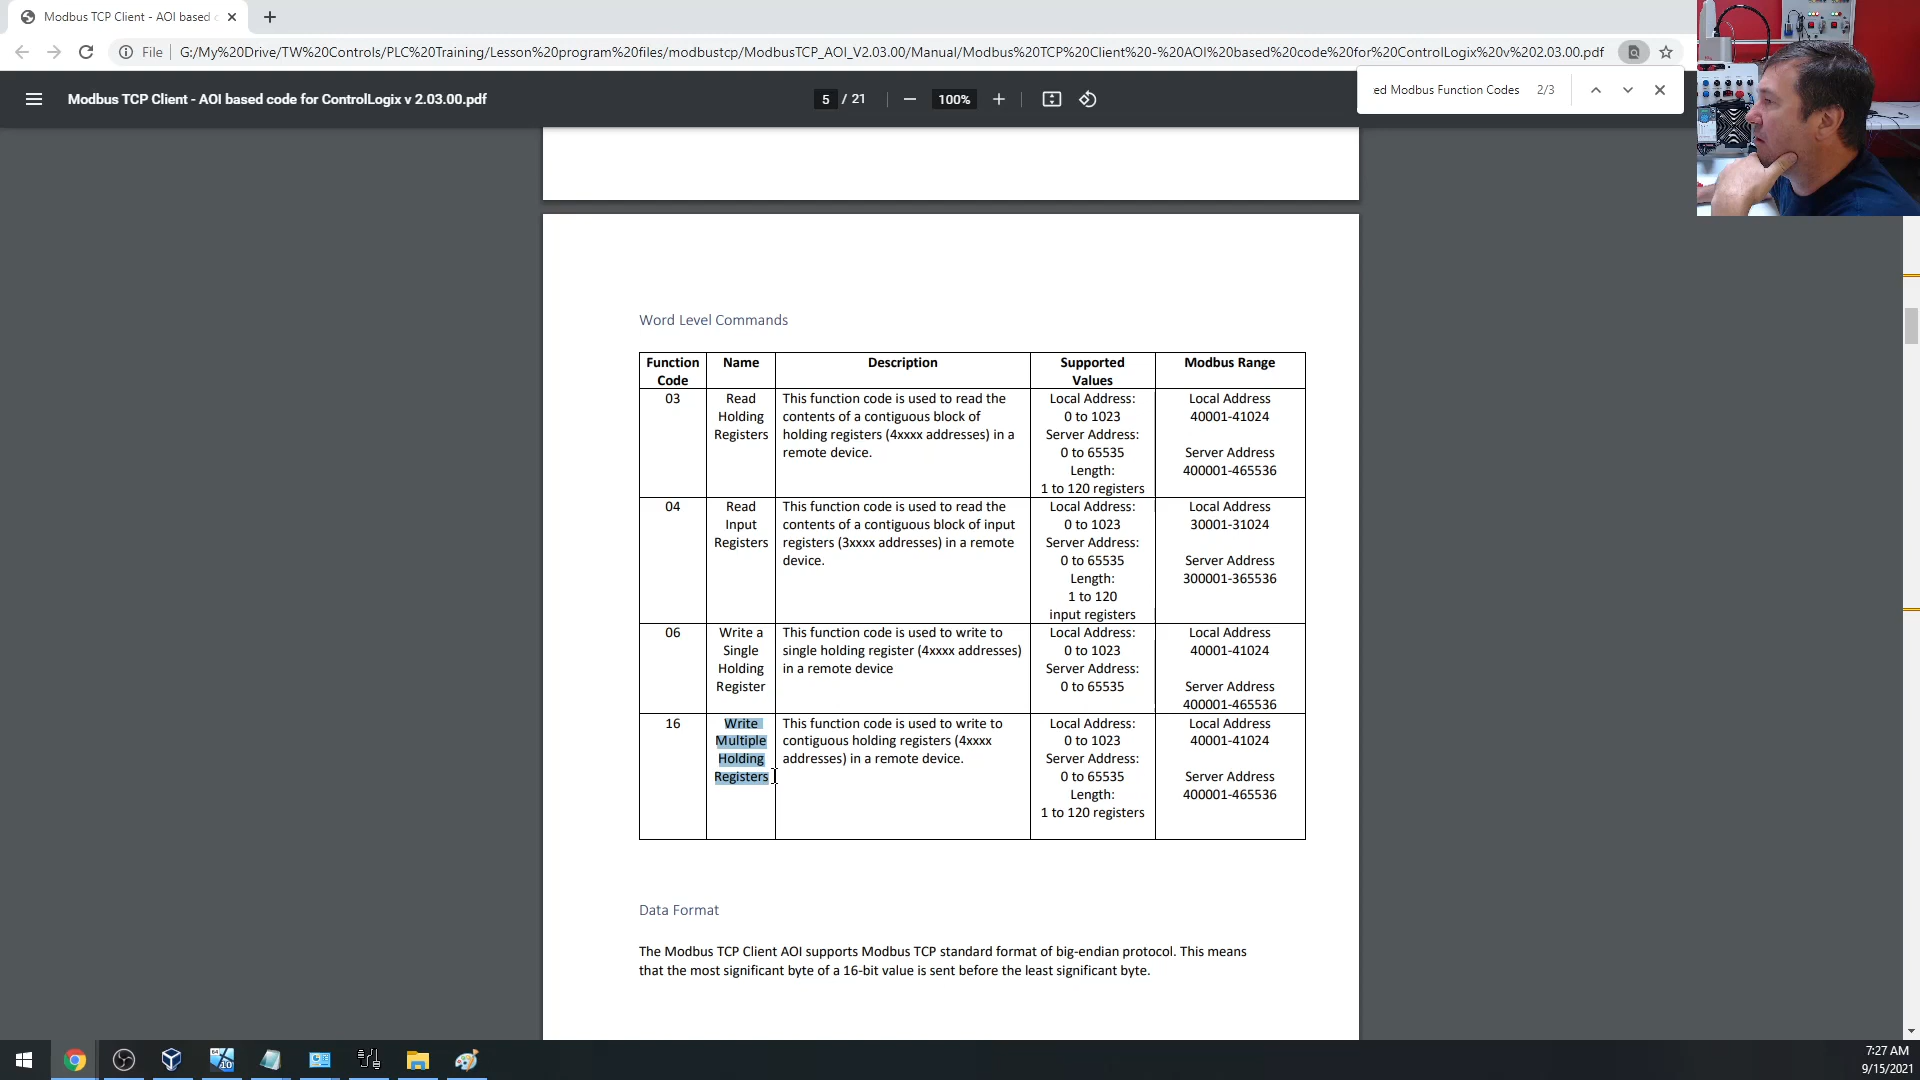 Modbus TCP Client - AOI based c
File
G:/My%20Drive/TW%20Controls/PLC%20Training/Lesson%20program%20files/modbustcp/ModbusTCP_AOI_V2.03.00/Manual/Modbus%20TCP%20Client%20-%20AOI%20based%20code%20for%20ControlLogix%20v%202.03.00.pdf
Modbus TCP Client - AOI based code for ControlLogix v 2.03.00.pdf
5 / 21
100%
ed Modbus Function Codes 2/3
Word Level Commands
Function Code
Name
Description
Supported Values
Modbus Range
03
Read
Holding
Registers
This function code is used to read the
contents of a contiguous block of
holding registers (4xxxx addresses) in a
remote device.
Local Address:
0 to 1023
Server Address:
0 to 65535
Length:
1 to 120 registers
Local Address
40001-41024
Server Address
400001-465536
04
Read
Input
Registers
This function code is used to read the
contents of a contiguous block of input
registers (3xxxx addresses) in a remote
device.
Local Address:
0 to 1023
Server Address:
0 to 65535
Length:
1 to 120
input registers
Local Address
30001-31024
Server Address
300001-365536
06
Write a
Single
Holding
Register
This function code is used to write to
single holding register (4xxxx addresses)
in a remote device
Local Address:
0 to 1023
Server Address:
0 to 65535
Local Address
40001-41024
Server Address
400001-465536
16
Write
Multiple
Holding
Registers
This function code is used to write to
contiguous holding registers (4xxxx
addresses) in a remote device.
Local Address:
0 to 1023
Server Address:
0 to 65535
Length:
1 to 120 registers
Local Address
40001-41024
Server Address
400001-465536
Data Format
The Modbus TCP Client AOI supports Modbus TCP standard format of big-endian protocol. This means
that the most significant byte of a 16-bit value is sent before the least significant byte.
7:27 AM
9/15/2021